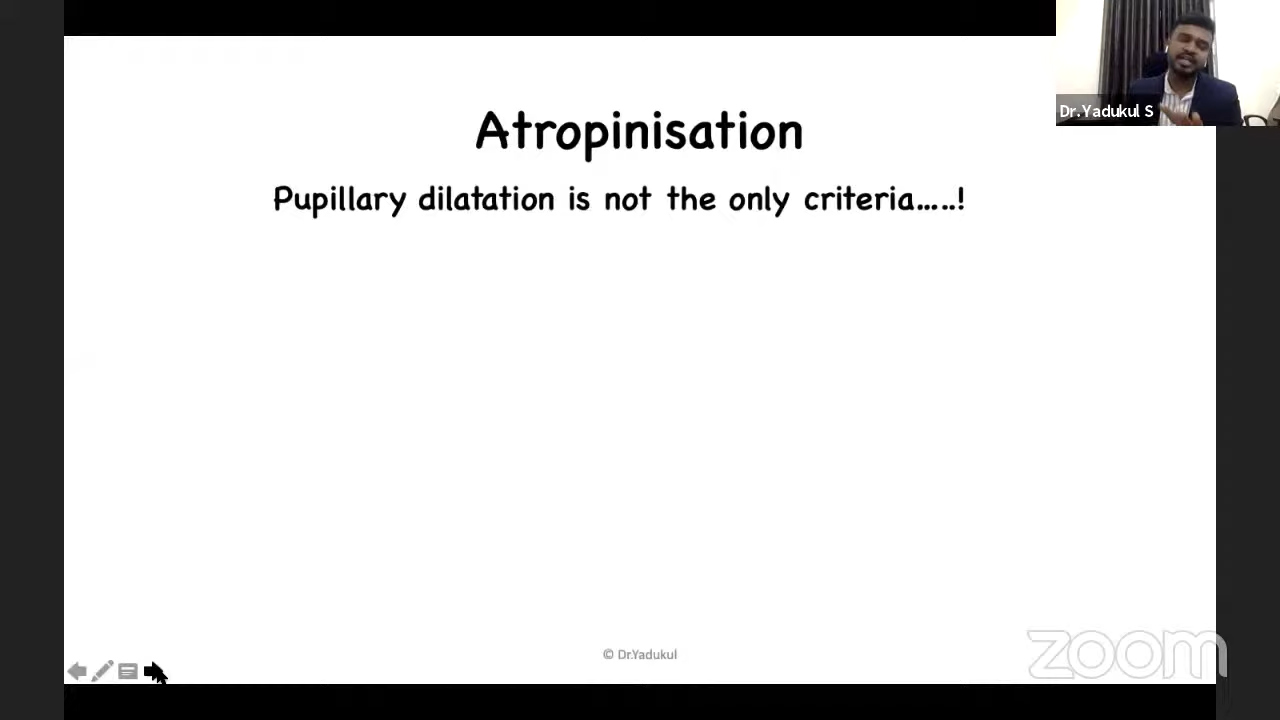 Dr.Yadukul S
Atropinisation
Pupillary dilatation is not the only criteria.....!
© Dr.Yadukul
zoom